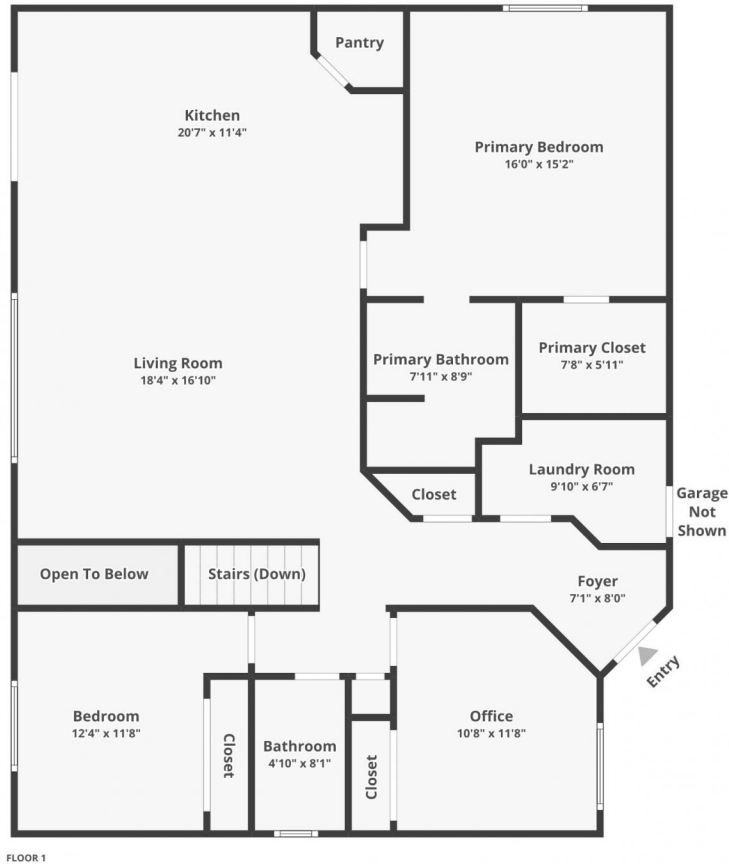 Pantry
Kitchen
20'7" x 11'4"
Primary Bedroom
16'0" x 15'2"
Living Room
18'4" x 16'10"
Primary Bathroom
7'11" x 8'9"
Primary Closet
7'8" x 5'11"
Laundry Room
9'10" x 6'7"
Closet
Garage
Not
Shown
Open To Below
Stairs (Down)
Foyer
7'1" x 8'0"
Entry
Bedroom
12'4" x 11'8"
Closet
Bathroom
4'10" x 8'1"
Closet
Office
10'8" x 11'8"
FLOOR 1